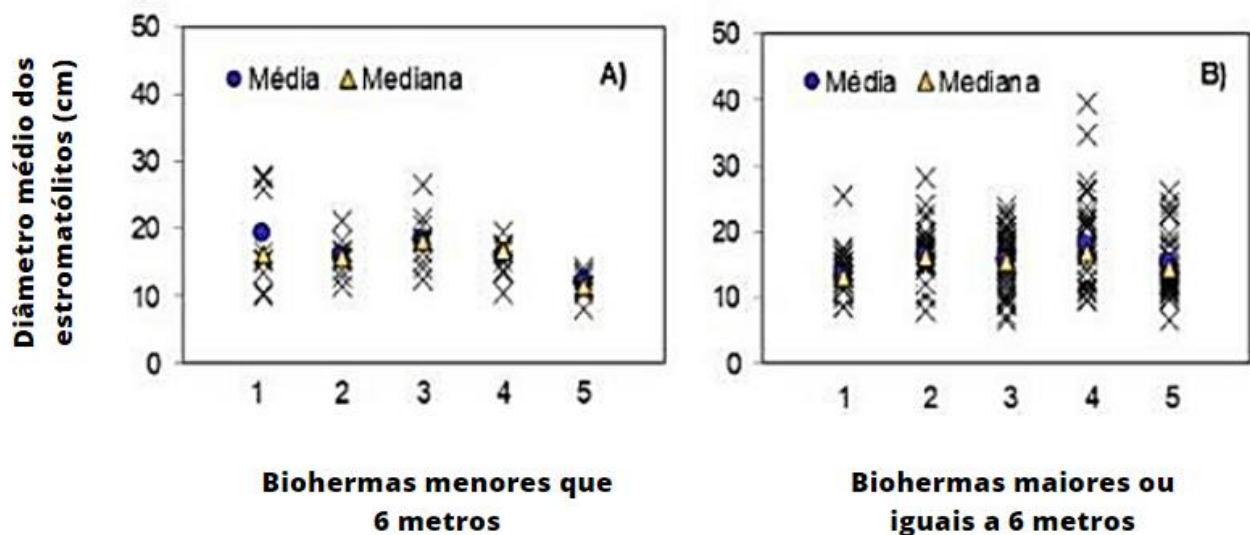 Diâmetro médio dos
estromatólitos (cm)
50
40
30
20
10
0
Média Mediana A)
1 2 3 4 5
Biohermas menores que
6 metros
50
40
30
20
10
0
Média Mediana B)
1 2 3 4 5
Biohermas maiores ou
iguais a 6 metros